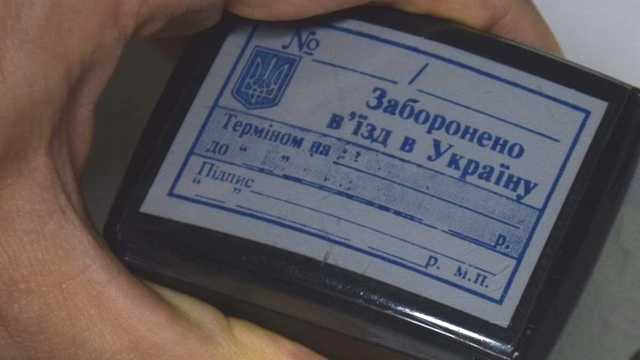 № /
Заборонено
в'їзд в Україну
Терміном на
до “ ” р.
Підпис
“ ” р. м.п.